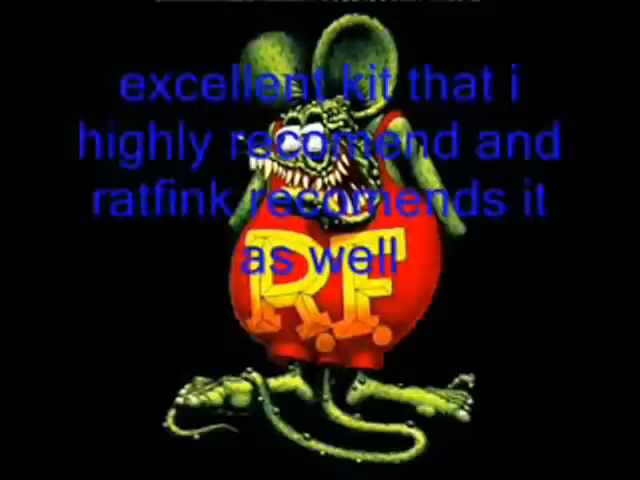 excellent kit that i
highly recomend and
ratfink recomends it
as well
R.F.